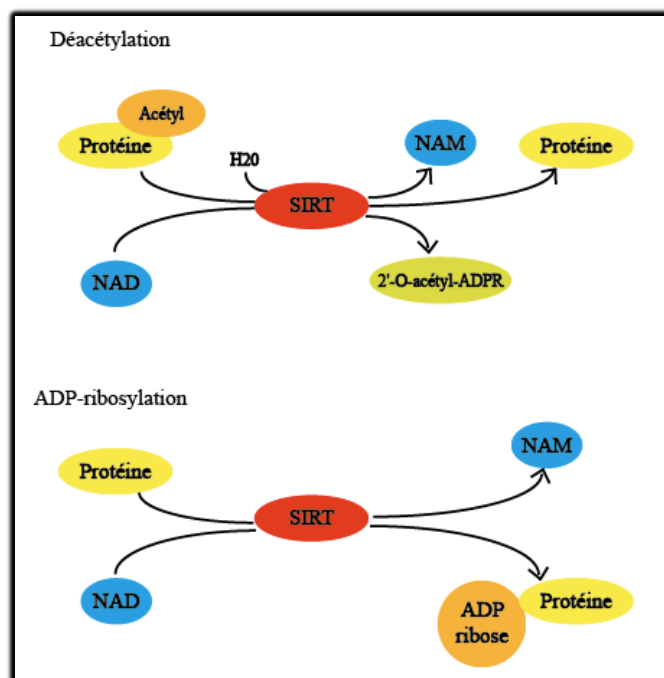 Déacétylation
Acétyl
Protéine
H20
NAM
Protéine
SIRT
NAD
2'-O-acétyl-ADPR
ADP-ribosylation
Protéine
NAM
SIRT
NAD
ADP
ribose
Protéine